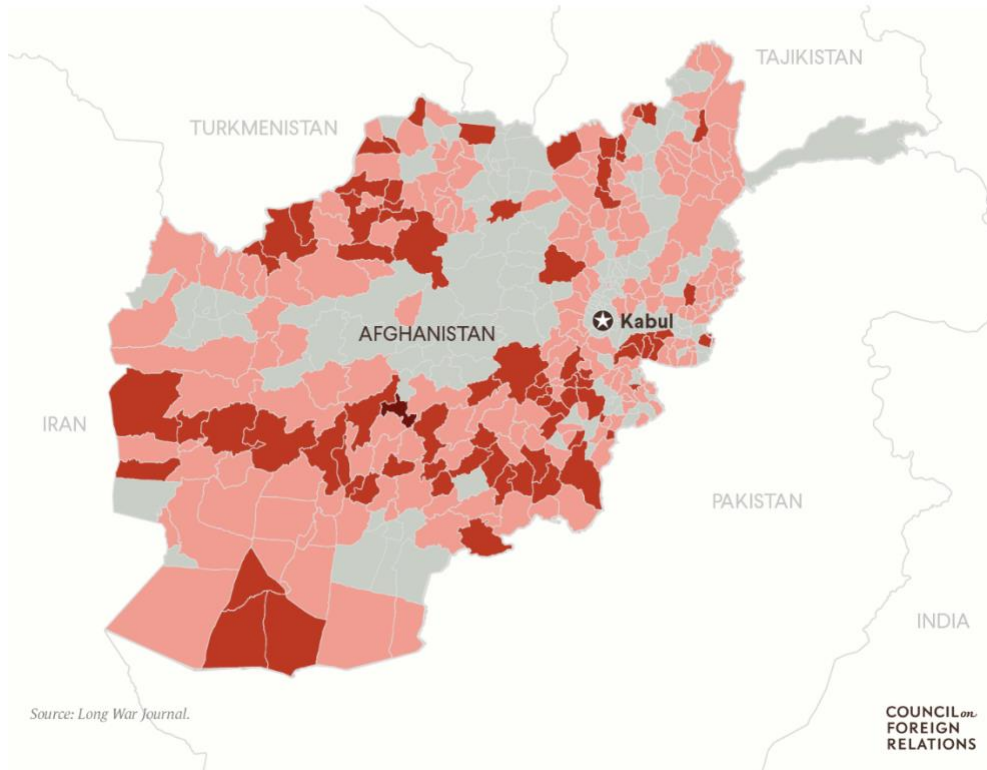 TAJIKISTAN
TURKMENISTAN
Kabul
AFGHANISTAN
IRAN
PAKISTAN
INDIA
Source: Long War Journal.
COUNCIL on
FOREIGN
RELATIONS